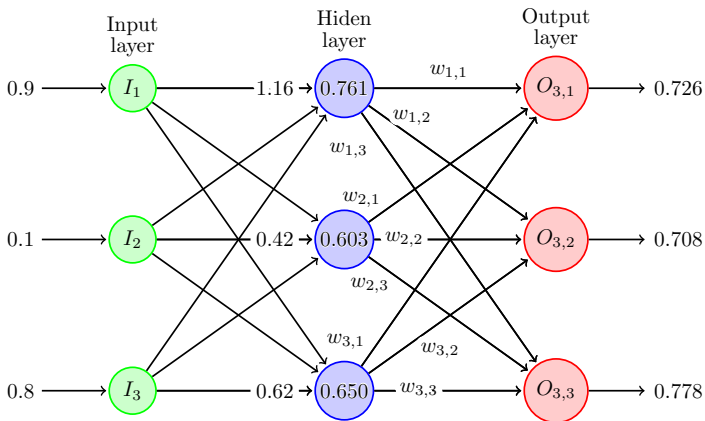 Input
layer
Hiden
layer
Output
layer
0.9
I₁
1.16
0.761
w₁,₁
O₃,₁
0.726
w₁,₂
w₁,₃
w₂,₁
0.1
I₂
0.42
0.603
w₂,₂
O₃,₂
0.708
w₂,₃
w₃,₁
w₃,₂
0.8
I₃
0.62
0.650
w₃,₃
O₃,₃
0.778